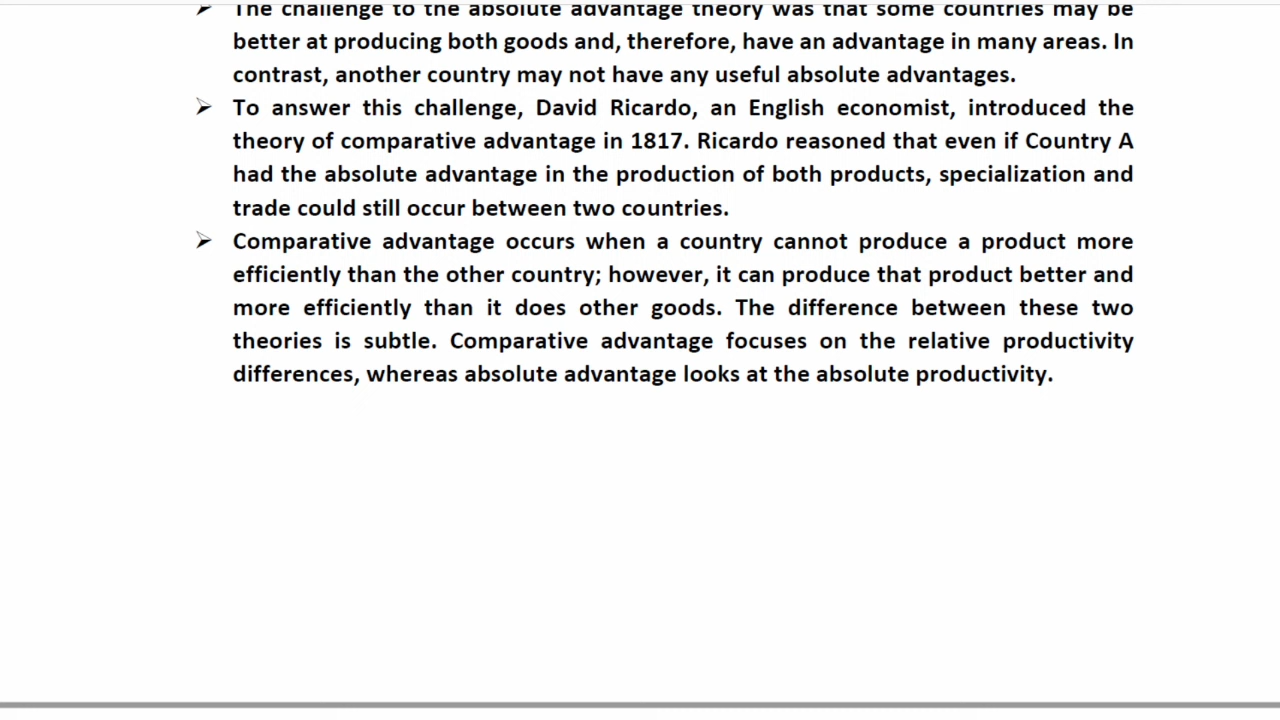 ➢ The challenge to the absolute advantage theory was that some countries may be
better at producing both goods and, therefore, have an advantage in many areas. In
contrast, another country may not have any useful absolute advantages.
➢ To answer this challenge, David Ricardo, an English economist, introduced the
theory of comparative advantage in 1817. Ricardo reasoned that even if Country A
had the absolute advantage in the production of both products, specialization and
trade could still occur between two countries.
➢ Comparative advantage occurs when a country cannot produce a product more
efficiently than the other country; however, it can produce that product better and
more efficiently than it does other goods. The difference between these two
theories is subtle. Comparative advantage focuses on the relative productivity
differences, whereas absolute advantage looks at the absolute productivity.